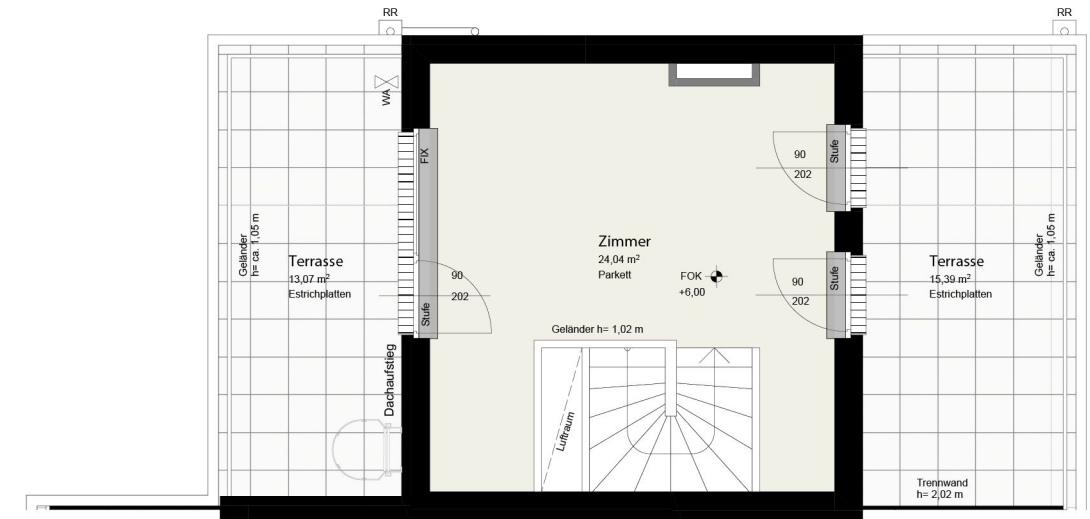 RR
RR
WA
FIX
Stufe
90
202
Geländer
h= ca. 1,05 m
Terrasse
13,07 m²
Estrichplatten
90
202
Stufe
Dachaufstieg
Zimmer
24,04 m²
Parkett
FOK
+6,00
Geländer h= 1,02 m
Luftraum
90
202
Stufe
Terrasse
15,39 m²
Estrichplatten
Geländer
h= ca. 1,05 m
Trennwand
h= 2,02 m